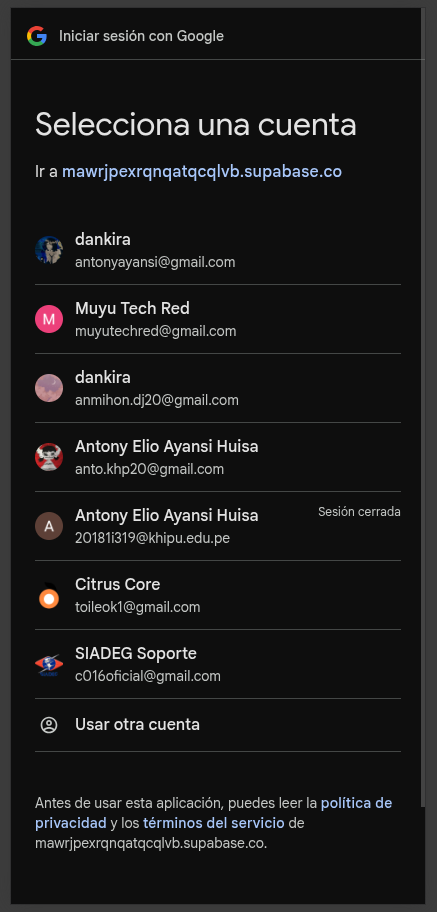 Iniciar sesión con Google
Selecciona una cuenta
Ir a mawrjpexrqnqatqcqlvb.supabase.co
dankira
antonyayansi@gmail.com
M
Muyu Tech Red
muyutechred@gmail.com
dankira
anmihon.dj20@gmail.com
Antony Elio Ayansi Huisa
anto.khp20@gmail.com
A
Antony Elio Ayansi Huisa
Sesión cerrada
20181i319@khipu.edu.pe
Citrus Core
toileok1@gmail.com
SIADEG Soporte
c016oficial@gmail.com
Usar otra cuenta
Antes de usar esta aplicación, puedes leer la política de
privacidad y los términos del servicio de
mawrjpexrqnqatqcqlvb.supabase.co.